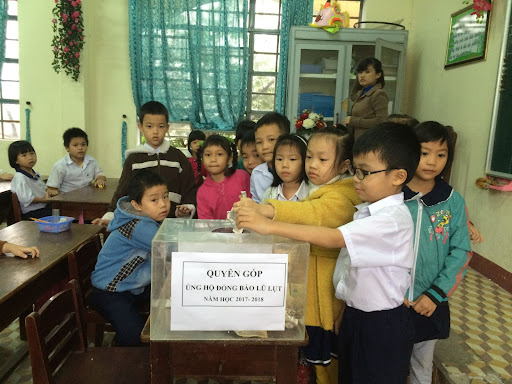 QUYÊN GÓP
ỦNG HỘ ĐỒNG BÀO LŨ LỤT
NĂM HỌC 2017- 2018